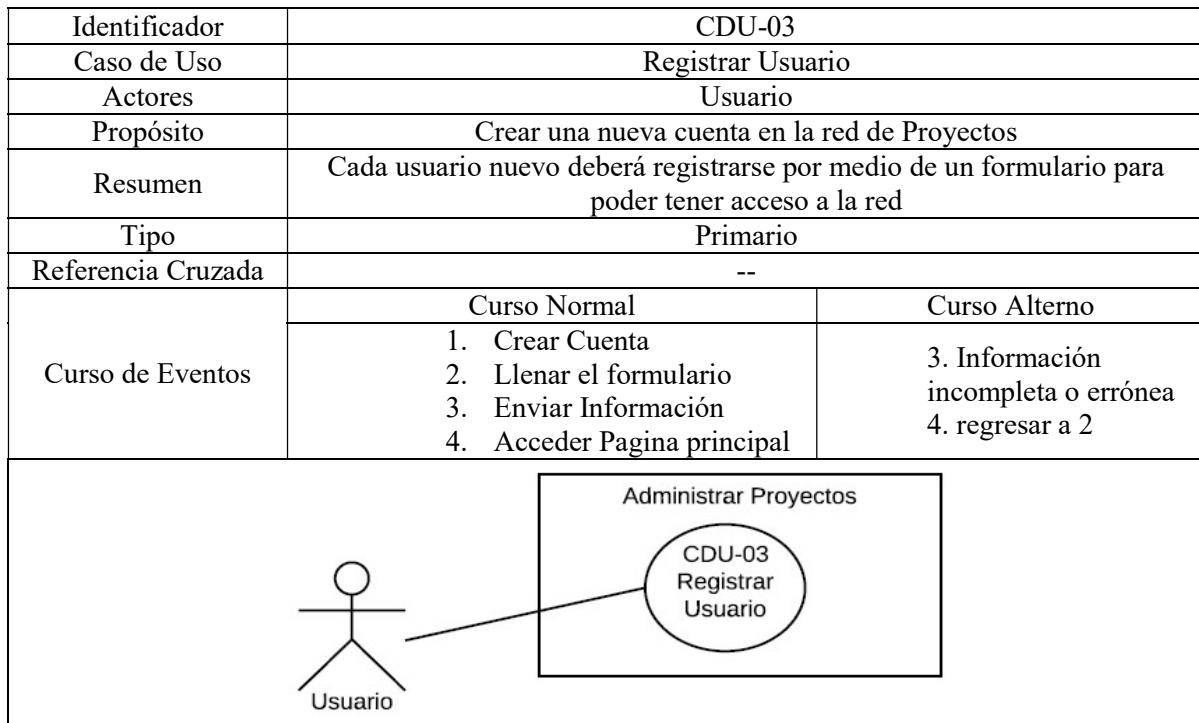 Identificador
CDU-03
Caso de Uso
Registrar Usuario
Actores
Usuario
Propósito
Crear una nueva cuenta en la red de Proyectos
Resumen
Cada usuario nuevo deberá registrarse por medio de un formulario para
poder tener acceso a la red
Tipo
Primario
Referencia Cruzada
--
Curso de Eventos
Curso Normal
Curso Alterno
1. Crear Cuenta
2. Llenar el formulario
3. Enviar Información
4. Acceder Pagina principal
3. Información
incompleta o errónea
4. regresar a 2
Administrar Proyectos
CDU-03
Registrar
Usuario
Usuario